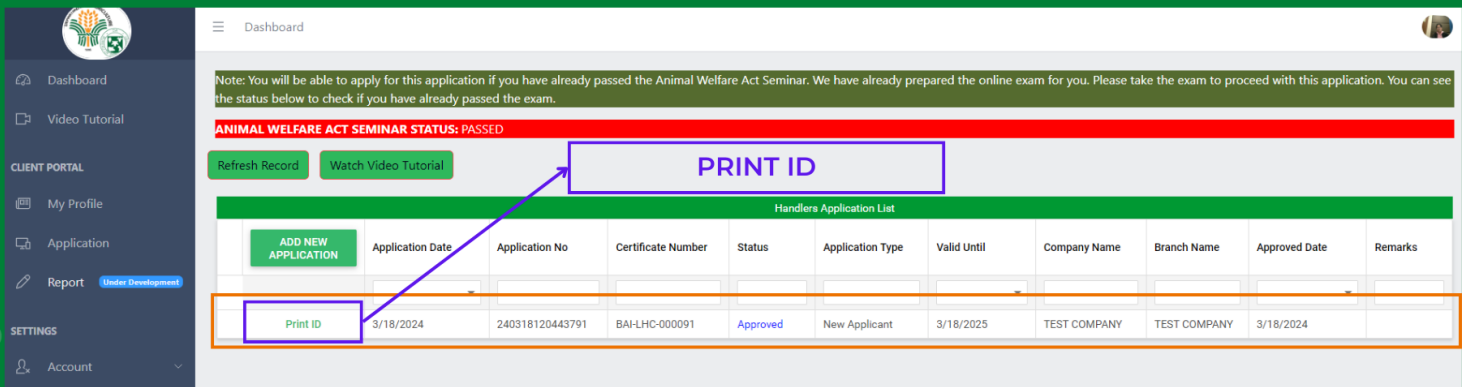 Dashboard
Dashboard
Video Tutorial
CLIENT PORTAL
My Profile
Application
Report Under Development
SETTINGS
Account
Note: You will be able to apply for this application if you have already passed the Animal Welfare Act Seminar. We have already prepared the online exam for you. Please take the exam to proceed with this application. You can see
the status below to check if you have already passed the exam.
ANIMAL WELFARE ACT SEMINAR STATUS: PASSED
Refresh Record Watch Video Tutorial
PRINT ID
Handlers Application List
ADD NEW
APPLICATION
Application Date Application No Certificate Number Status Application Type Valid Until Company Name Branch Name Approved Date Remarks
Print ID 3/18/2024 240318120443791 BAI-LHC-000091 Approved New Applicant 3/18/2025 TEST COMPANY TEST COMPANY 3/18/2024